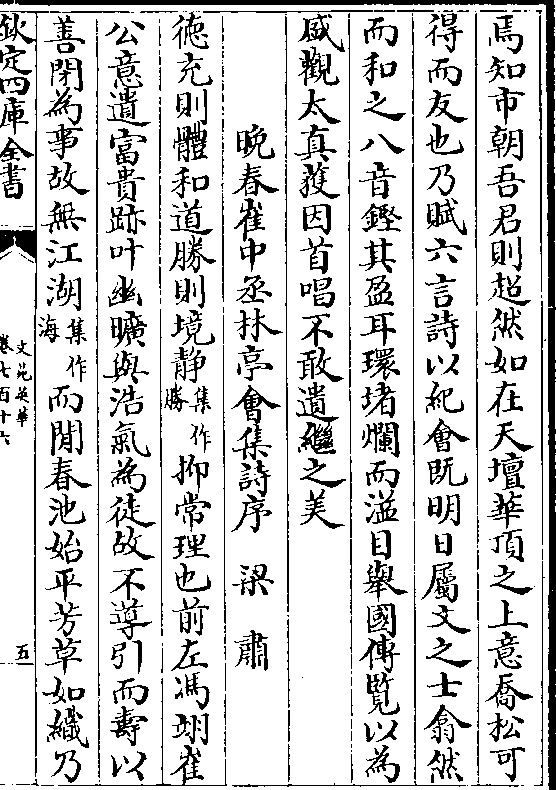 焉知市朝吾君則超然如在天壇華頂之上意喬松可
得而友也乃賦六言詩以紀會既明日屬文之士翕然
而和之八音鏗其盈耳環堵爛而溢目舉國傳覽以為
盛觀太真獲因首唱不敢遺繼之美
晚春崔中丞林亭會集詩序 梁肅
徳充則體和道勝則境静集作勝抑常理也前左馮翊崔
公意遺富貴跡叶幽曠與浩氣為徒故不導引而壽以
善閉為事故無江湖集作海而閒春池始平芳草如織乃
欽定四庫全書
文苑英華
卷七百十六
五